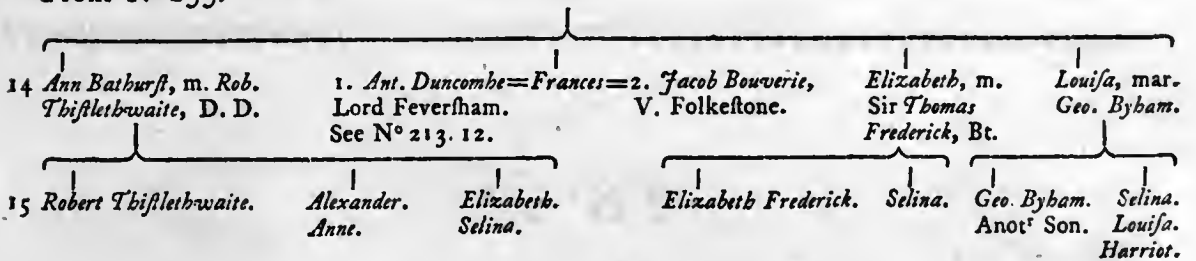 14 Ann Bathurſt, m. Rob. 1. Ant. Duncombe=Frances=2. Jacob Bouverie, Elizabeth, m. Louiſa, mar.
Thiſtlethwaite, D. D. Lord Feverſham. V. Folkeſtone. Sir Thomas Geo. Byham.
See Nº 213. 12. Frederick, Bt.
15 Robert Thiſtlethwaite. Alexander. Elizabeth. Elizabeth Frederick. Selina. Geo. Byham. Selina.
Anne. Selina. Anotʳ Son. Louiſa.
Harriot.